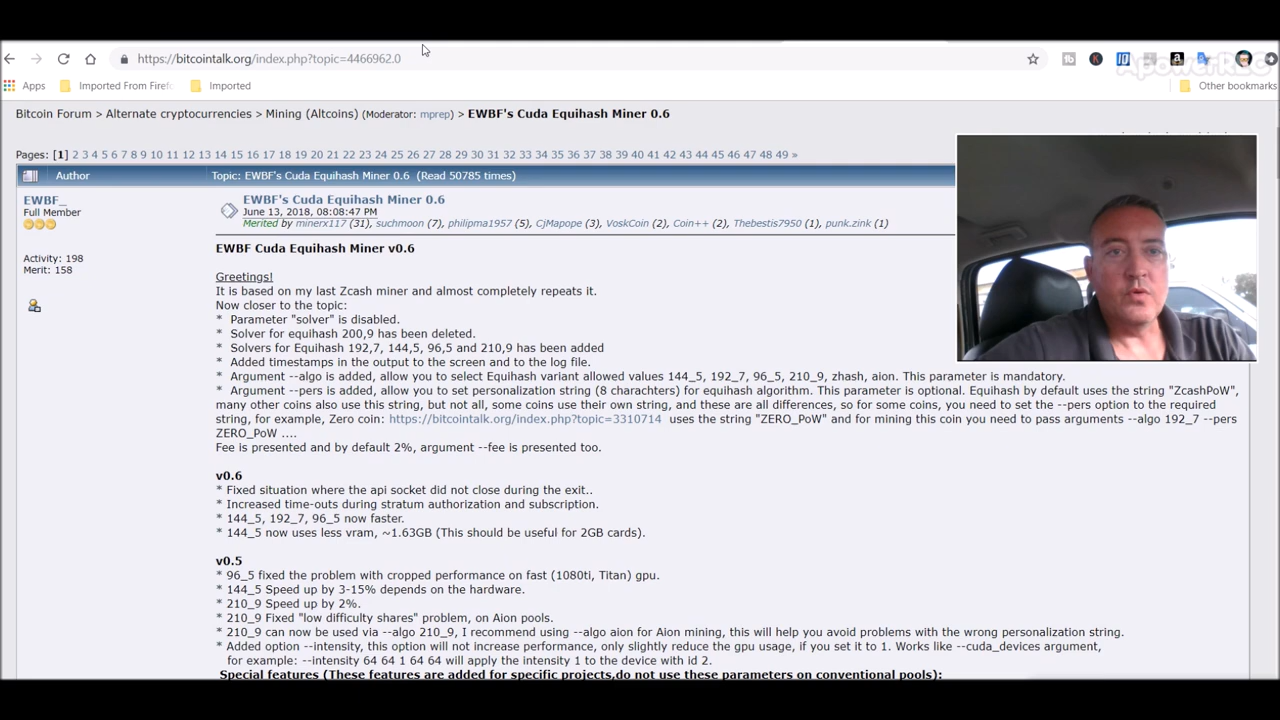 https://bitcointalk.org/index.php?topic=4466962.0
ApowerREC
Apps Imported From Firef Imported Other bookmarks
Bitcoin Forum > Alternate cryptocurrencies > Mining (Altcoins) (Moderator: mprep) > EWBF's Cuda Equihash Miner 0.6
Pages: [1] 2 3 4 5 6 7 8 9 10 11 12 13 14 15 16 17 18 19 20 21 22 23 24 25 26 27 28 29 30 31 32 33 34 35 36 37 38 39 40 41 42 43 44 45 46 47 48 49 »
Author Topic: EWBF's Cuda Equihash Miner 0.6 (Read 50785 times)
EWBF_
Full Member
Activity: 198
Merit: 158
EWBF's Cuda Equihash Miner 0.6
June 13, 2018, 08:08:47 PM
Merited by minerx117 (31), suchmoon (7), philipma1957 (5), CjMapope (3), VoskCoin (2), Coin++ (2), Thebestis7950 (1), punk.zink (1)
EWBF Cuda Equihash Miner v0.6
Greetings!
It is based on my last Zcash miner and almost completely repeats it.
Now closer to the topic:
* Parameter "solver" is disabled.
* Solver for equihash 200,9 has been deleted.
* Solvers for Equihash 192,7, 144,5, 96,5 and 210,9 has been added
* Added timestamps in the output to the screen and to the log file.
* Argument --algo is added, allow you to select Equihash variant allowed values 144_5, 192_7, 96_5, 210_9, zhash, aion. This parameter is mandatory.
* Argument --pers is added, allow you to set personalization string (8 charachters) for equihash algorithm. This parameter is optional. Equihash by default uses the string "ZcashPoW",
many other coins also use this string, but not all, some coins use their own string, and these are all differences, so for some coins, you need to set the --pers option to the required
string, for example, Zero coin: https://bitcointalk.org/index.php?topic=3310714 uses the string "ZERO_PoW" and for mining this coin you need to pass arguments --algo 192_7 --pers
ZERO_PoW ....
Fee is presented and by default 2%, argument --fee is presented too.
v0.6
* Fixed situation where the api socket did not close during the exit..
* Increased time-outs during stratum authorization and subscription.
* 144_5, 192_7, 96_5 now faster.
* 144_5 now uses less vram, ~1.63GB (This should be useful for 2GB cards).
v0.5
* 96_5 fixed the problem with cropped performance on fast (1080ti, Titan) gpu.
* 144_5 Speed up by 3-15% depends on the hardware.
* 210_9 Speed up by 2%.
* 210_9 Fixed "low difficulty shares" problem, on Aion pools.
* 210_9 can now be used via --algo 210_9, I recommend using --algo aion for Aion mining, this will help you avoid problems with the wrong personalization string.
* Added option --intensity, this option will not increase performance, only slightly reduce the gpu usage, if you set it to 1. Works like --cuda_devices argument,
for example: --intensity 64 64 1 64 64 will apply the intensity 1 to the device with id 2.
Special features (These features are added for specific projects,do not use these parameters on conventional pools):